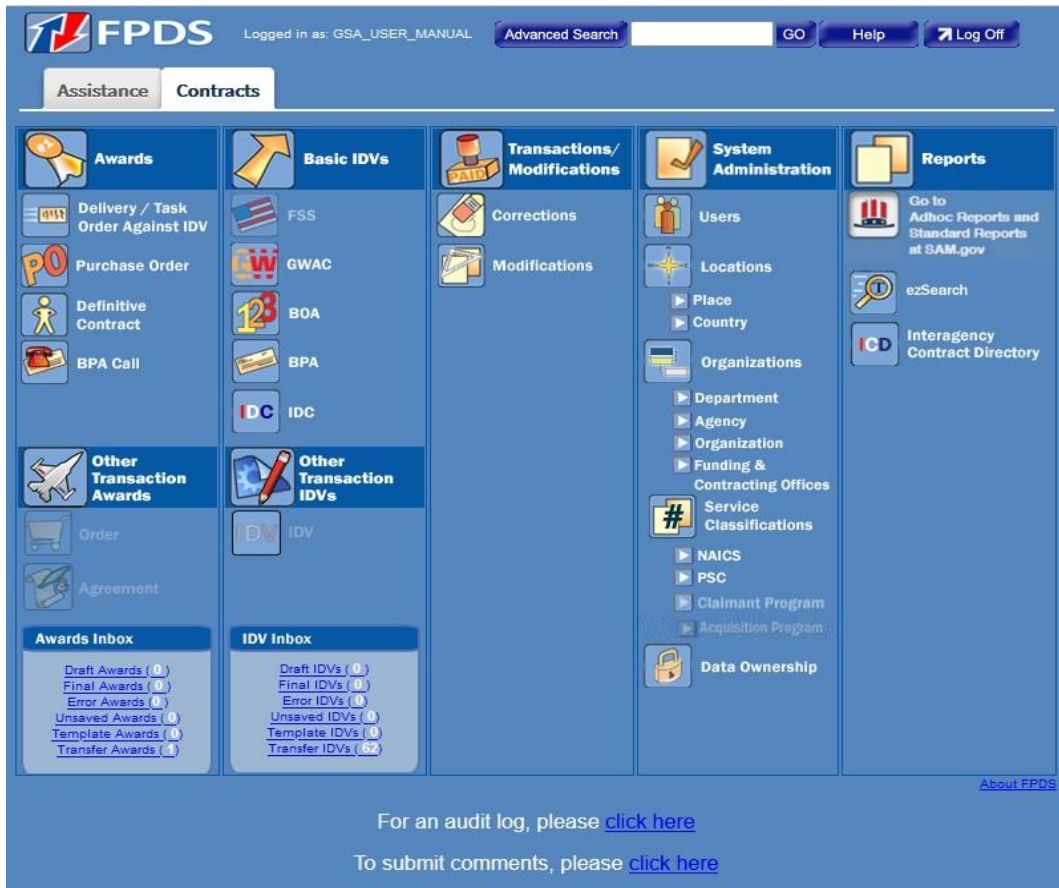 FPDS
Logged in as: GSA_USER_MANUAL
Advanced Search
GO
Help
Log Off
Assistance
Contracts
Awards
Delivery / Task
Order Against IDV
PO
Purchase Order
Definitive
Contract
BPA Call
Other
Transaction
Awards
Order
Agreement
Awards Inbox
Draft Awards ( 0 )
Final Awards ( 0 )
Error Awards ( 0 )
Unsaved Awards ( 0 )
Template Awards ( 0 )
Transfer Awards ( 1 )
Basic IDVs
FSS
GW
GWAC
123
BOA
BPA
IDC
IDC
Other
Transaction
IDVs
IDV
IDV
IDV Inbox
Draft IDVs ( 0 )
Final IDVs ( 0 )
Error IDVs ( 0 )
Unsaved IDVs ( 0 )
Template IDVs ( 0 )
Transfer IDVs ( 62 )
PAID
Transactions/
Modifications
Corrections
Modifications
System
Administration
Users
Locations
Place
Country
Organizations
Department
Agency
Organization
Funding &
Contracting Offices
#
Service
Classifications
NAICS
PSC
Claimant Program
Acquisition Program
Data Ownership
Reports
Go to
Adhoc Reports and
Standard Reports
at SAM.gov
T
ezSearch
ICD
Interagency
Contract Directory
About FPDS
For an audit log, please click here
To submit comments, please click here